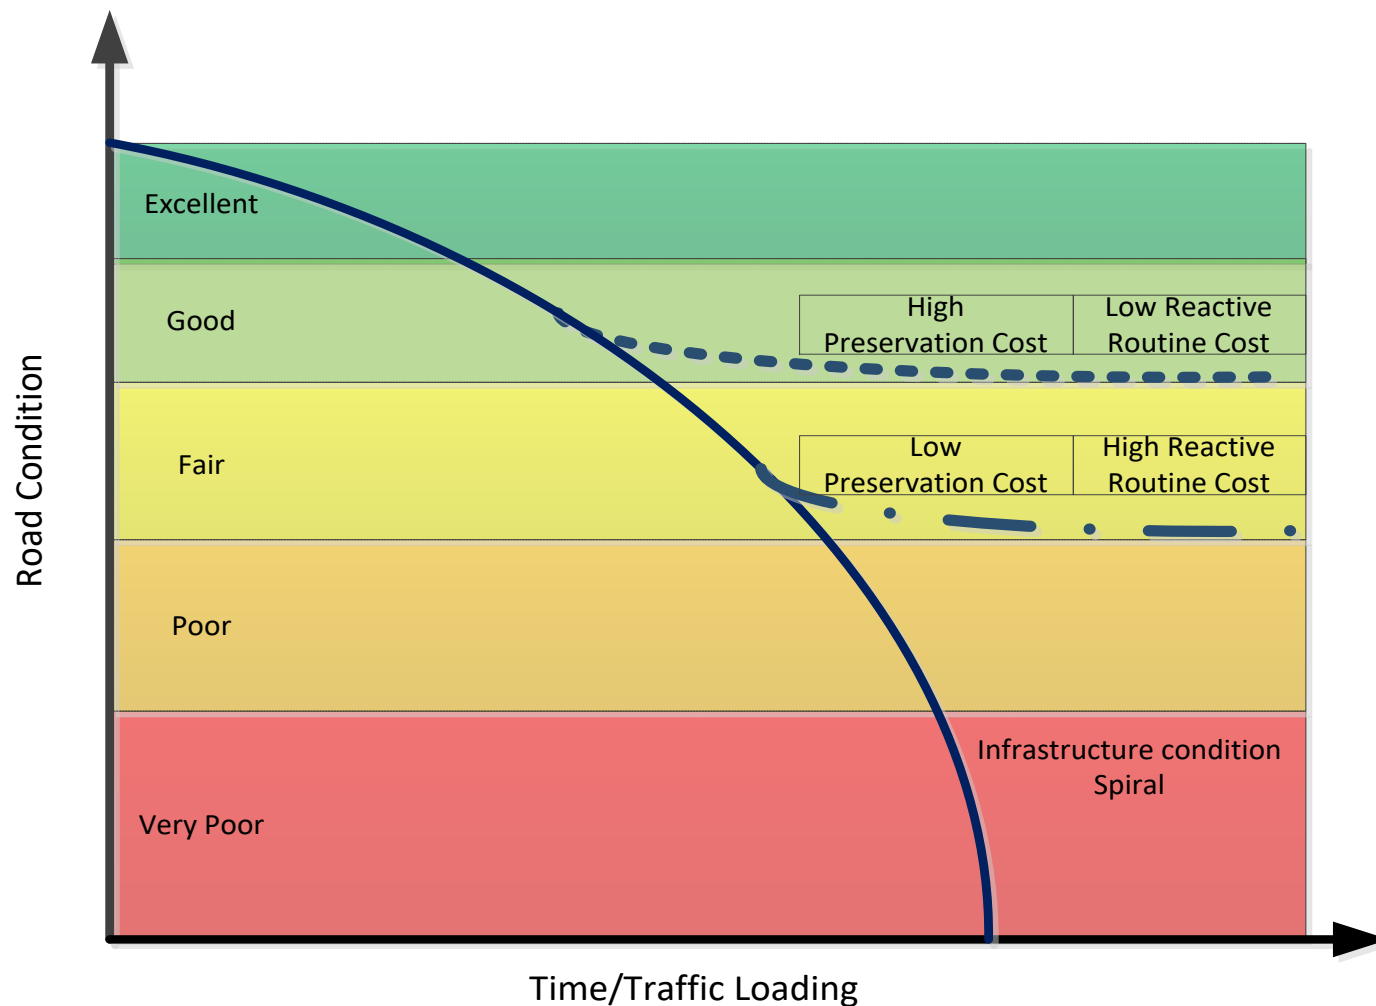 Excellent
Good
High
Preservation Cost
Low Reactive
Routine Cost
Fair
Low
Preservation Cost
High Reactive
Routine Cost
Poor
Infrastructure condition
Spiral
Very Poor
Road Condition
Time/Traffic Loading